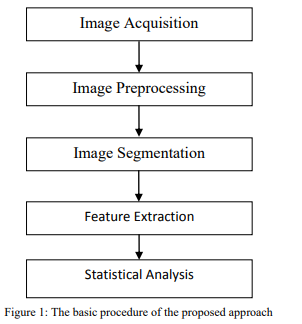 Image Acquisition
Image Preprocessing
Image Segmentation
Feature Extraction
Statistical Analysis
Figure 1: The basic procedure of the proposed approach